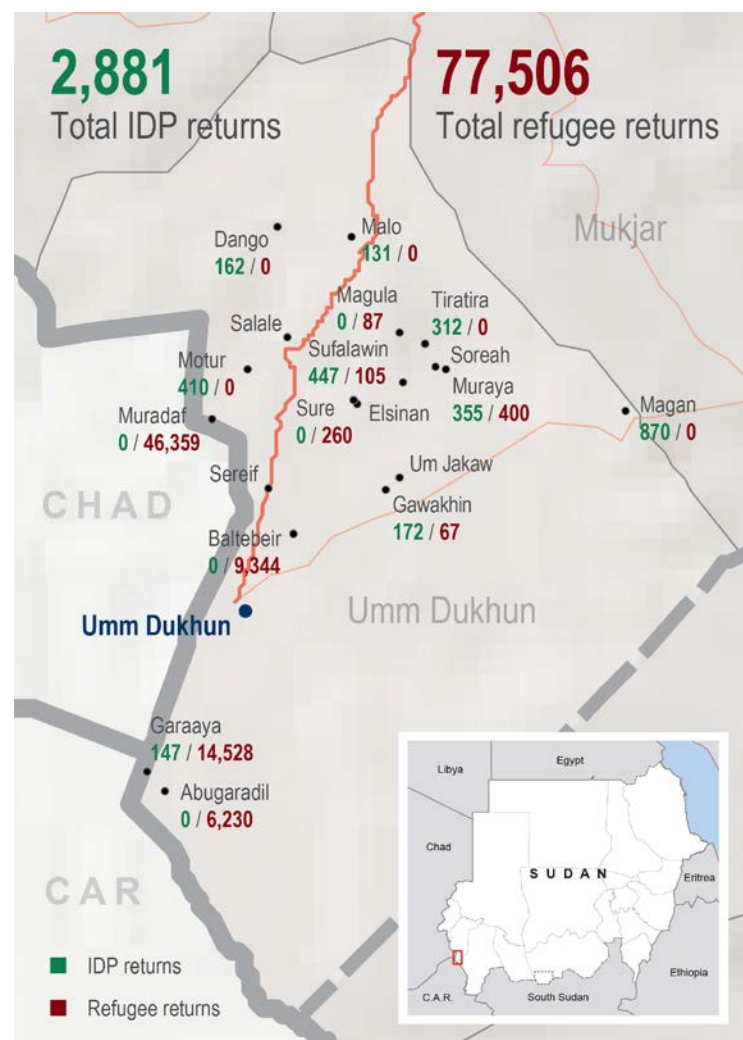 2,881
Total IDP returns
77,506
Total refugee returns
Mukjar
Dango
162 / 0
Malo
131 / 0
Magula
0 / 87
Tiratira
312 / 0
Salale
Sufalawin
447 / 105
Soreah
Motur
410 / 0
Muraya
355 / 400
Sure
0 / 260
Elsinan
Magan
870 / 0
Muradaf
0 / 46,359
CHAD
Sereif
Um Jakaw
Gawakhin
172 / 67
Baltebeir
0 / 9,344
Umm Dukhun
Umm Dukhun
Garaaya
147 / 14,528
Abugaradil
0 / 6,230
CAR
IDP returns
Refugee returns
Libya
Egypt
Chad
SUDAN
Eritrea
Ethiopia
C.A.R.
South Sudan